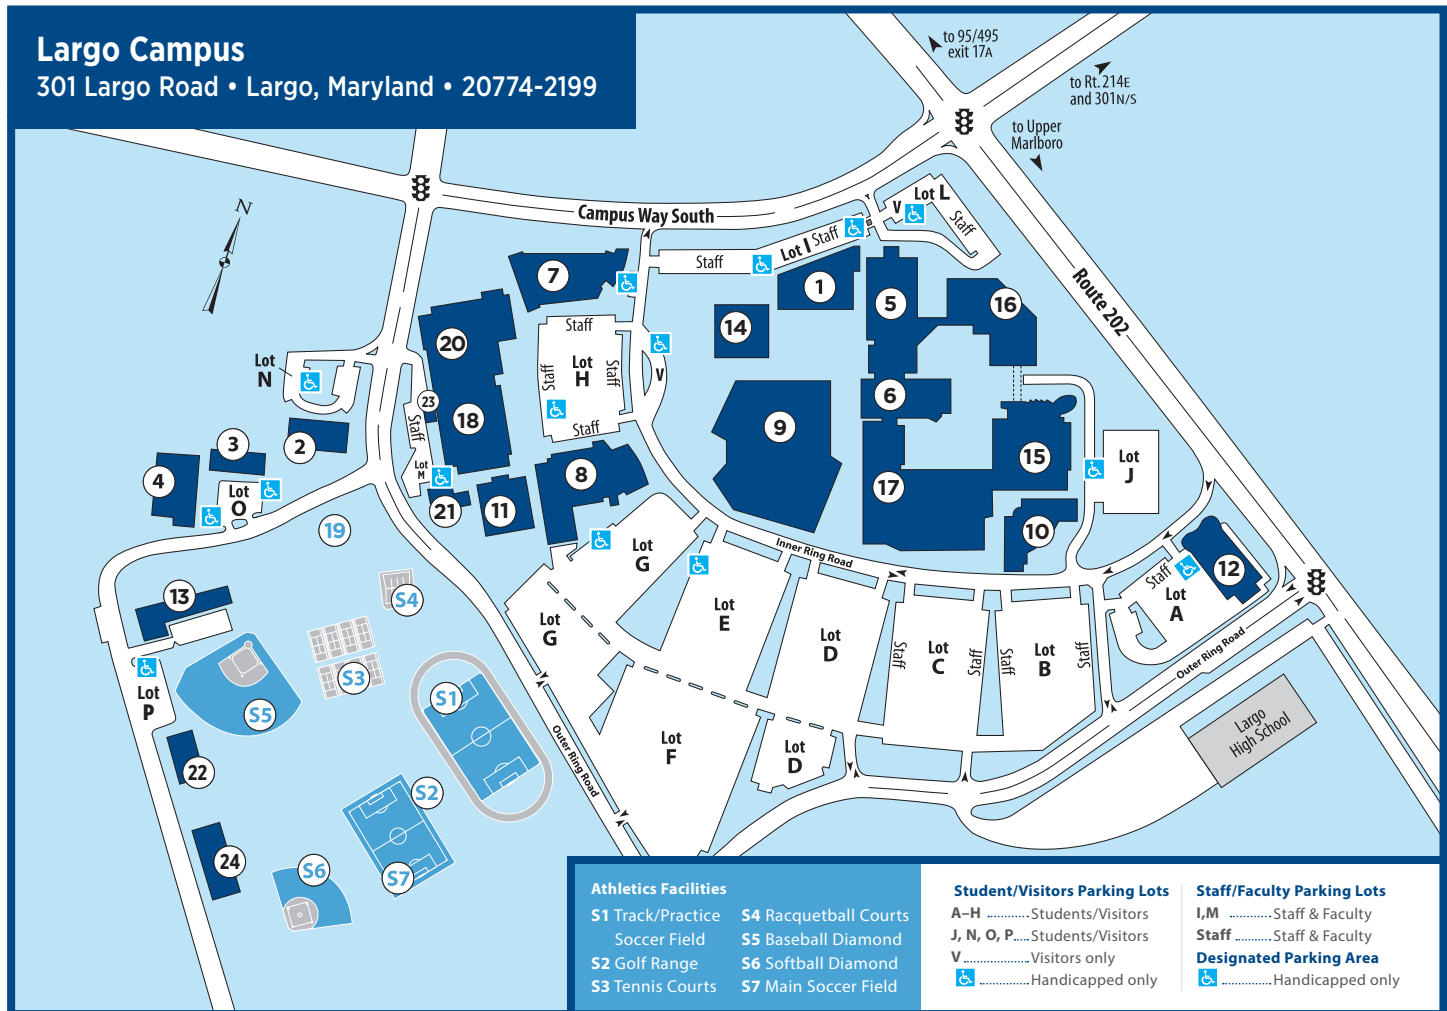 Largo Campus
301 Largo Road • Largo, Maryland • 20774-2199
to 95/495
exit 17A
to Rt. 214E
and 301N/S
to Upper
Marlboro
N
Campus Way South
Route 202
Lot L
V
Staff
Lot I Staff
Staff
7
1
5
16
14
20
Staff
Lot
H
Staff
Staff
Staff
V
Lot
N
23
18
Staff
Lot
M
6
9
3
2
4
Lot
O
8
15
Lot
J
17
21
11
10
19
Inner Ring Road
Lot
G
12
Staff
Lot
A
13
S4
Lot
G
Lot
E
Lot
D
Staff
Lot
C
Staff
Staff
Lot
B
Staff
Outer Ring Road
S3
Lot
P
S5
S1
Outer Ring Road
Lot
F
Lot
D
Largo
High School
22
S2
24
S6
S7
Athletics Facilities
S1 Track/Practice
Soccer Field
S2 Golf Range
S3 Tennis Courts
S4 Racquetball Courts
S5 Baseball Diamond
S6 Softball Diamond
S7 Main Soccer Field
Student/Visitors Parking Lots
A–H .......... Students/Visitors
J, N, O, P .... Students/Visitors
V ................ Visitors only
............ Handicapped only
Staff/Faculty Parking Lots
I,M .......... Staff & Faculty
Staff ......... Staff & Faculty
Designated Parking Area
............ Handicapped only